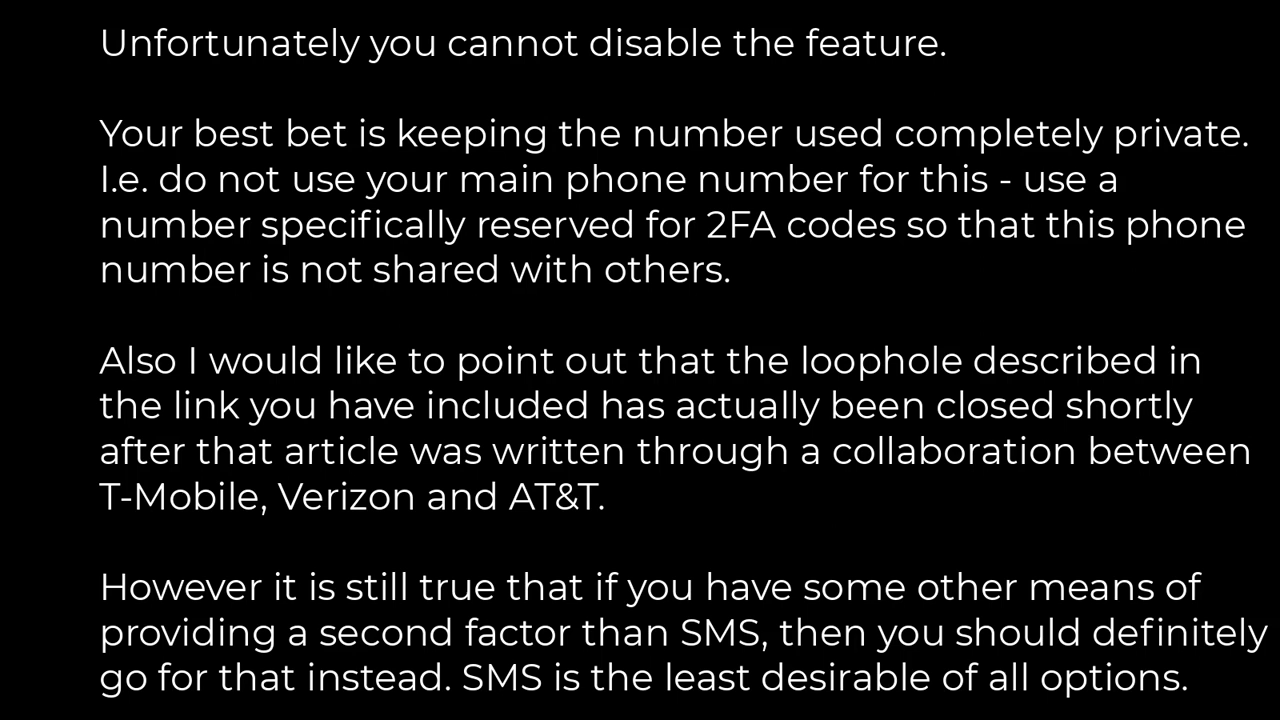 Unfortunately you cannot disable the feature.
Your best bet is keeping the number used completely private.
I.e. do not use your main phone number for this - use a
number specifically reserved for 2FA codes so that this phone
number is not shared with others.
Also I would like to point out that the loophole described in
the link you have included has actually been closed shortly
after that article was written through a collaboration between
T-Mobile, Verizon and AT&T.
However it is still true that if you have some other means of
providing a second factor than SMS, then you should definitely
go for that instead. SMS is the least desirable of all options.